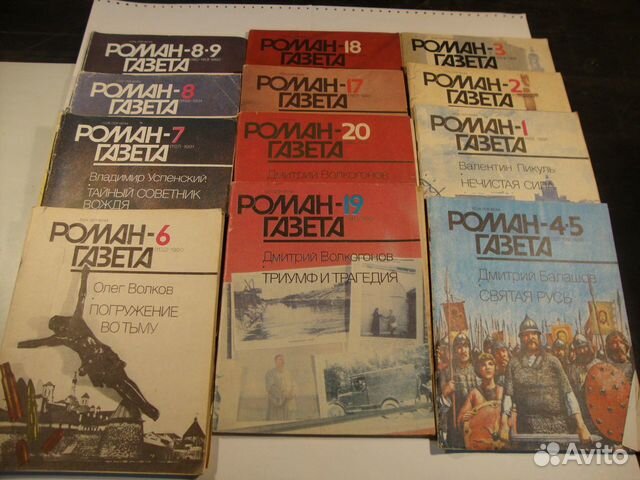 РОМАН-8·9
ГАЗЕТА
РОМАН-8
ГАЗЕТА
РОМАН-7
ГАЗЕТА
Владимир Успенский
ТАЙНЫЙ СОВЕТНИК
ВОЖДЯ
РОМАН-6
ГАЗЕТА
Олег Волков
ПОГРУЖЕНИЕ
ВО ТЬМУ
РОМАН-18
ГАЗЕТА
РОМАН-17
ГАЗЕТА
РОМАН-20
ГАЗЕТА
Дмитрий Волкогонов
РОМАН-19
ГАЗЕТА
Дмитрий Волкогонов
ТРИУМФ И ТРАГЕДИЯ
РОМАН-3
ГАЗЕТА
РОМАН-2
ГАЗЕТА
РОМАН-1
ГАЗЕТА
Валентин Пикуль
НЕЧИСТАЯ СИЛА
РОМАН-4·5
ГАЗЕТА
Дмитрий Балашов
СВЯТАЯ РУСЬ
Avito